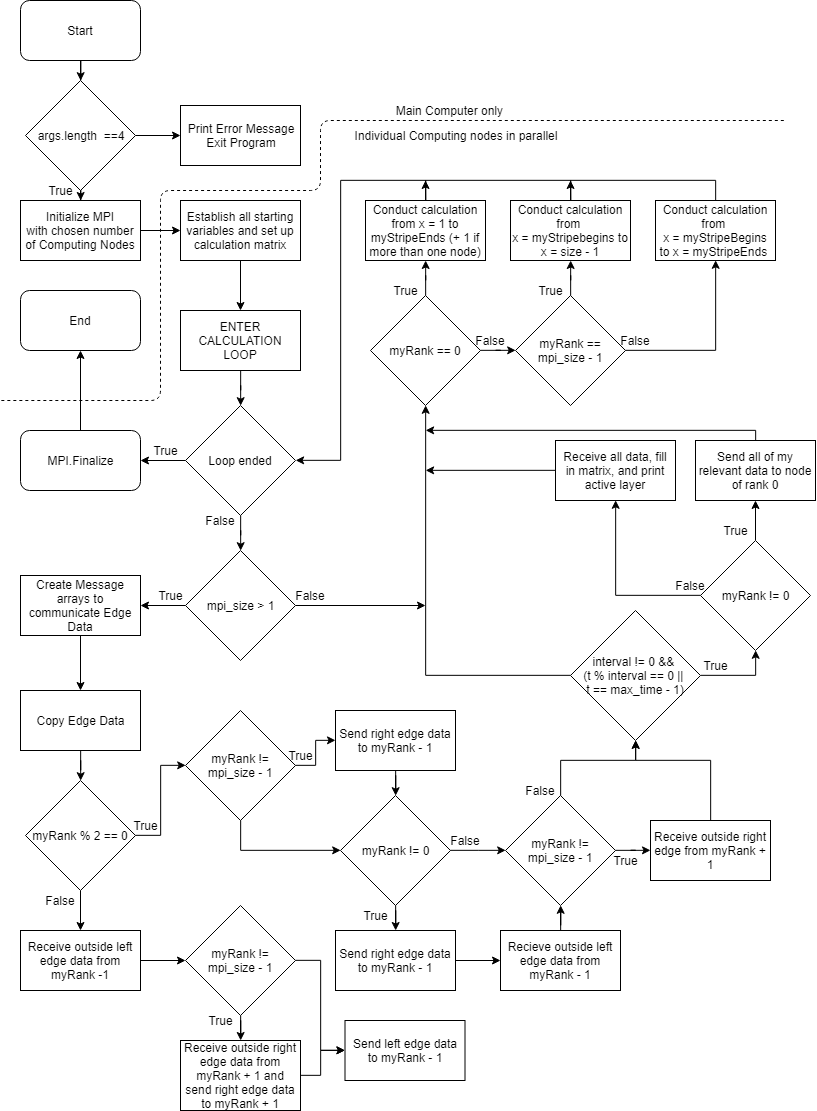 Start
Main Computer only
args.length  ==4
Print Error Message
Exit Program
Individual Computing nodes in parallel
True
Initialize MPI
with chosen number
of Computing Nodes
Establish all starting
variables and set up
calculation matrix
Conduct calculation
from x = 1 to
myStripeEnds (+ 1 if
more than one node)
Conduct calculation
from
x = myStripebegins to
x = size - 1
Conduct calculation
from
x = myStripeBegins
to x = myStripeEnds
True
True
End
ENTER
CALCULATION
LOOP
myRank == 0
False
myRank ==
mpi_size - 1
False
MPI.Finalize
True
Loop ended
Receive all data, fill
in matrix, and print
active layer
Send all of my
relevant data to node
of rank 0
False
True
Create Message
arrays to
communicate Edge
Data
True
mpi_size > 1
False
False
myRank != 0
interval != 0 &&
(t % interval == 0 ||
t == max_time - 1)
True
Copy Edge Data
myRank !=
mpi_size - 1
True
Send right edge data
to myRank - 1
False
myRank % 2 == 0
True
myRank != 0
False
myRank !=
mpi_size - 1
True
Receive outside right
edge from myRank +
1
False
True
Receive outside left
edge data from
myRank -1
myRank !=
mpi_size - 1
Send right edge data
to myRank - 1
Recieve outside left
edge data from
myRank - 1
True
Receive outside right
edge data from
myRank + 1 and
send right edge data
to myRank + 1
Send left edge data
to myRank - 1